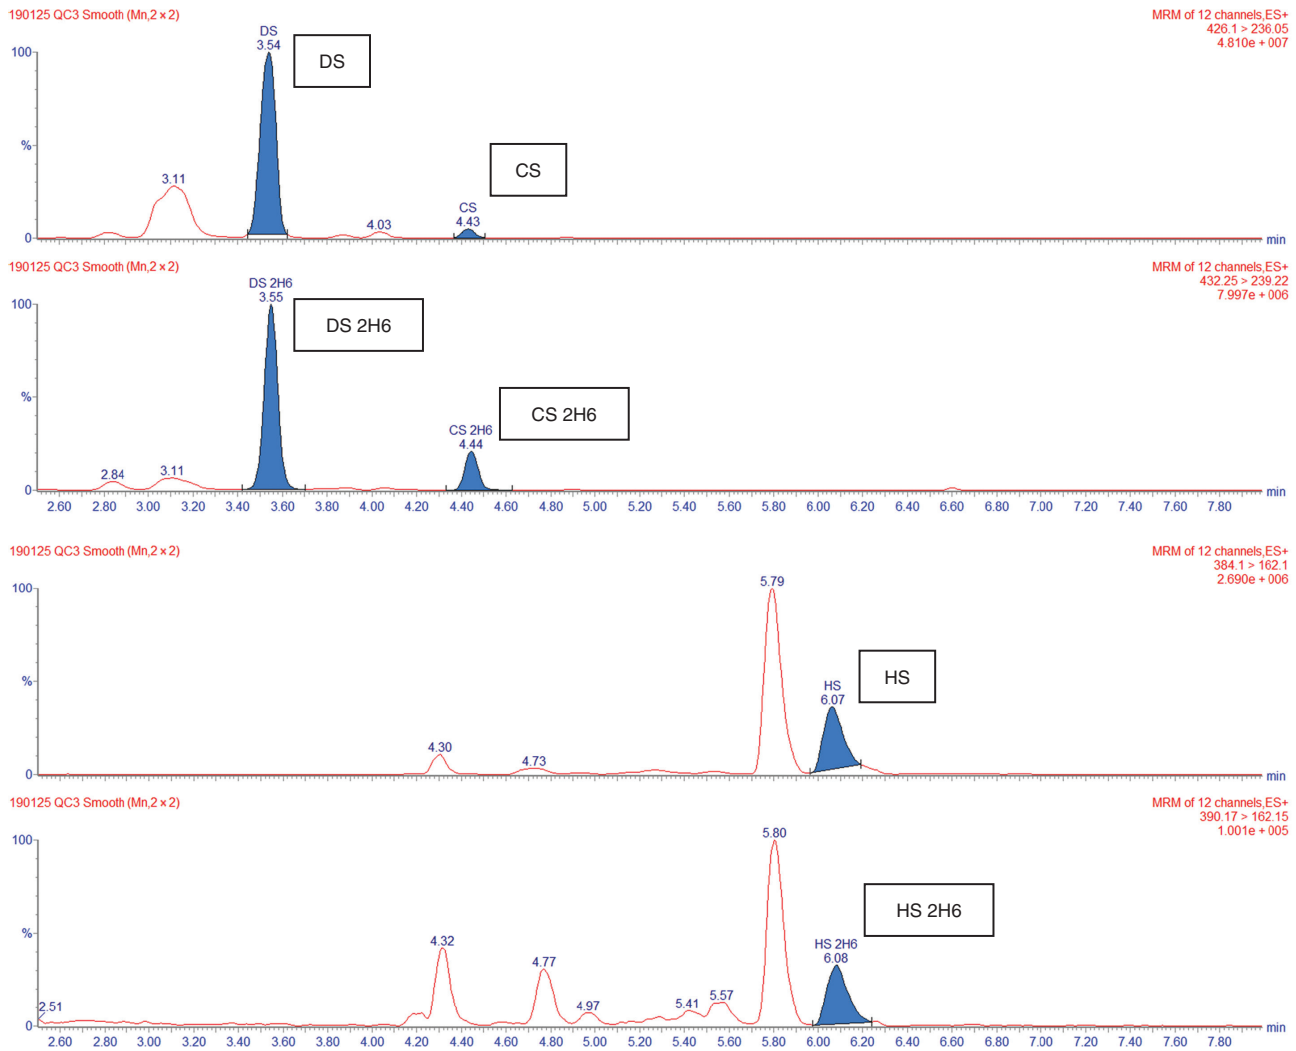 190125 QC3 Smooth (Mn,2 × 2)
MRM of 12 channels,ES+
426.1 > 236.05
4.810e + 007
DS
3.54
DS
CS
CS
4.43
3.11
4.03
100
%
0
min
190125 QC3 Smooth (Mn,2 × 2)
MRM of 12 channels,ES+
432.25 > 239.22
7.997e + 006
DS 2H6
3.55
DS 2H6
CS 2H6
CS 2H6
4.44
2.84
3.11
100
%
0
min
2.60 2.80 3.00 3.20 3.40 3.60 3.80 4.00 4.20 4.40 4.60 4.80 5.00 5.20 5.40 5.60 5.80 6.00 6.20 6.40 6.60 6.80 7.00 7.20 7.40 7.60 7.80
190125 QC3 Smooth (Mn,2 × 2)
MRM of 12 channels,ES+
384.1 > 162.1
2.690e + 006
5.79
HS
HS
6.07
4.30
4.73
100
%
0
min
190125 QC3 Smooth (Mn,2 × 2)
MRM of 12 channels,ES+
390.17 > 162.15
1.001e + 005
5.80
HS 2H6
HS 2H6
6.08
4.32
4.77
2.51
4.97
5.41
5.57
100
%
0
min
2.60 2.80 3.00 3.20 3.40 3.60 3.80 4.00 4.20 4.40 4.60 4.80 5.00 5.20 5.40 5.60 5.80 6.00 6.20 6.40 6.60 6.80 7.00 7.20 7.40 7.60 7.80